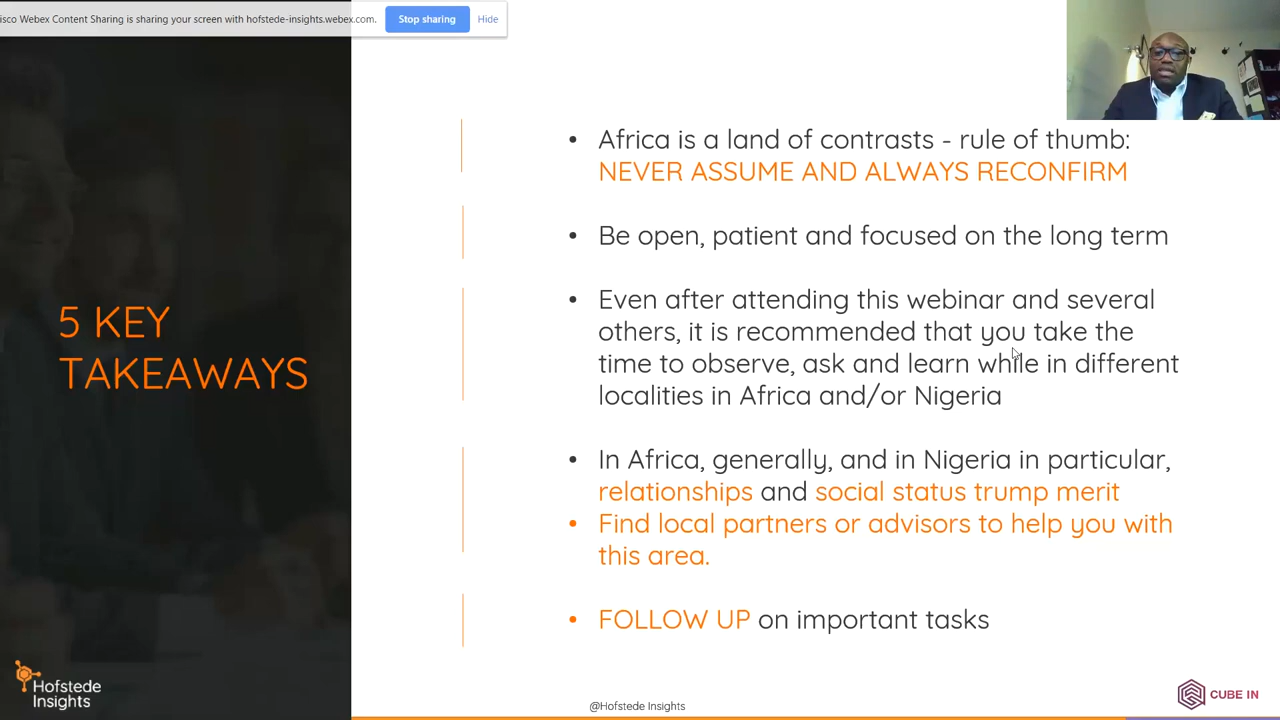 isco Webex Content Sharing is sharing your screen with hofstede-insights.webex.com.
Stop sharing
Hide
5 KEY
TAKEAWAYS
• Africa is a land of contrasts - rule of thumb:
NEVER ASSUME AND ALWAYS RECONFIRM
• Be open, patient and focused on the long term
• Even after attending this webinar and several
others, it is recommended that you take the
time to observe, ask and learn while in different
localities in Africa and/or Nigeria
• In Africa, generally, and in Nigeria in particular,
relationships and social status trump merit
• Find local partners or advisors to help you with
this area.
• FOLLOW UP on important tasks
Hofstede
Insights
@Hofstede Insights
CUBE IN